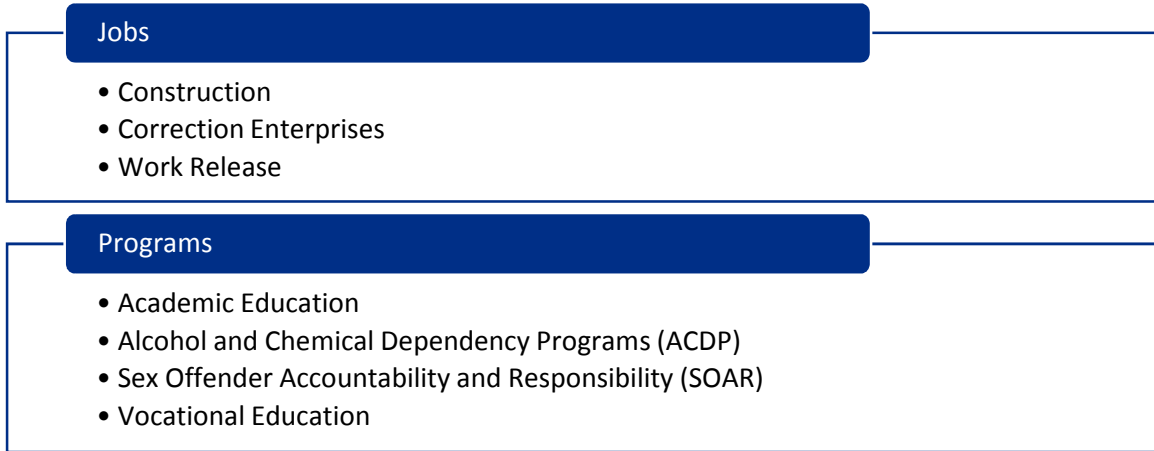 Jobs
• Construction
• Correction Enterprises
• Work Release
Programs
• Academic Education
• Alcohol and Chemical Dependency Programs (ACDP)
• Sex Offender Accountability and Responsibility (SOAR)
• Vocational Education